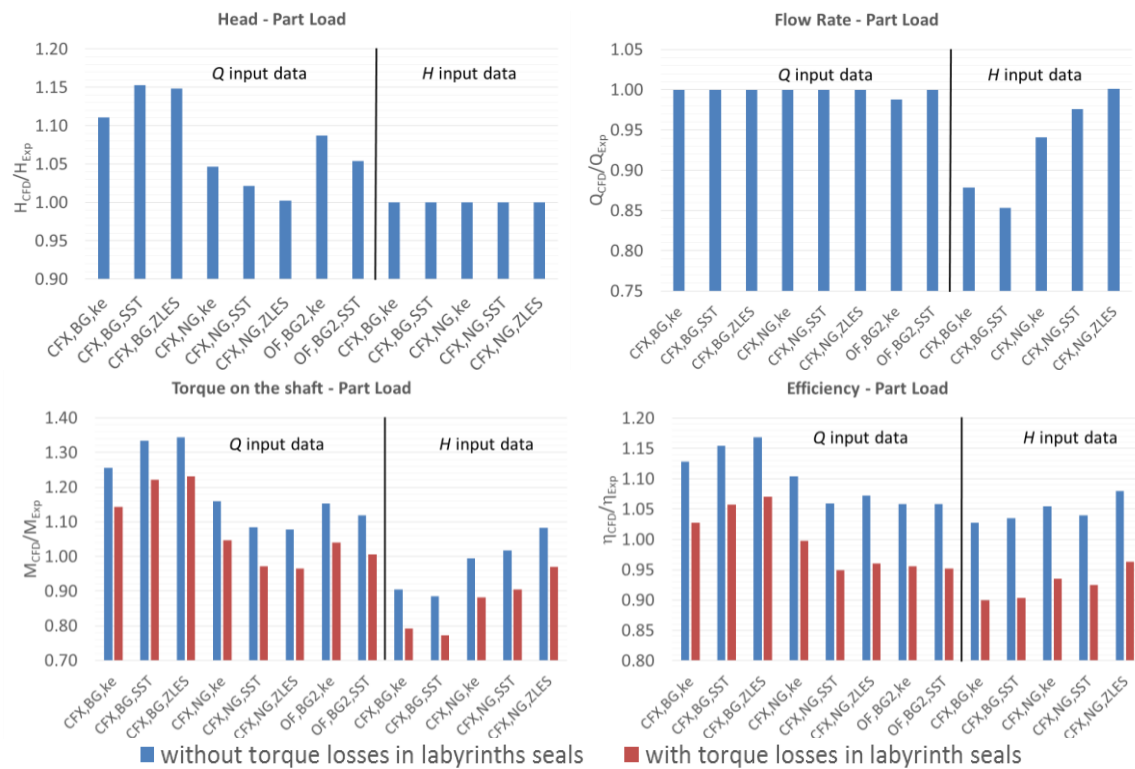 Head - Part Load
HCFD/HExp
1.20
1.15
1.10
1.05
1.00
0.95
0.90
Q input data
H input data
CFX,BG,ke
CFX,BG,SST
CFX,BG,ZLES
CFX,NG,ke
CFX,NG,SST
CFX,NG,ZLES
OF,BG2,ke
OF,BG2,SST
CFX,BG,ke
CFX,BG,SST
CFX,NG,ke
CFX,NG,SST
CFX,NG,ZLES
Flow Rate - Part Load
QCFD/QExp
1.05
1.00
0.95
0.90
0.85
0.80
0.75
Q input data
H input data
CFX,BG,ke
CFX,BG,SST
CFX,BG,ZLES
CFX,NG,ke
CFX,NG,SST
CFX,NG,ZLES
OF,BG2,ke
OF,BG2,SST
CFX,BG,ke
CFX,BG,SST
CFX,NG,ke
CFX,NG,SST
CFX,NG,ZLES
Torque on the shaft - Part Load
MCFD/MExp
1.40
1.30
1.20
1.10
1.00
0.90
0.80
0.70
Q input data
H input data
CFX,BG,ke
CFX,BG,SST
CFX,BG,ZLES
CFX,NG,ke
CFX,NG,SST
CFX,NG,ZLES
OF,BG2,ke
OF,BG2,SST
CFX,BG,ke
CFX,BG,SST
CFX,NG,ke
CFX,NG,SST
CFX,NG,ZLES
Efficiency - Part Load
ηCFD/ηExp
1.20
1.15
1.10
1.05
1.00
0.95
0.90
0.85
0.80
Q input data
H input data
CFX,BG,ke
CFX,BG,SST
CFX,BG,ZLES
CFX,NG,ke
CFX,NG,SST
CFX,NG,ZLES
OF,BG2,ke
OF,BG2,SST
CFX,BG,ke
CFX,BG,SST
CFX,NG,ke
CFX,NG,SST
CFX,NG,ZLES
without torque losses in labyrinths seals
with torque losses in labyrinths seals